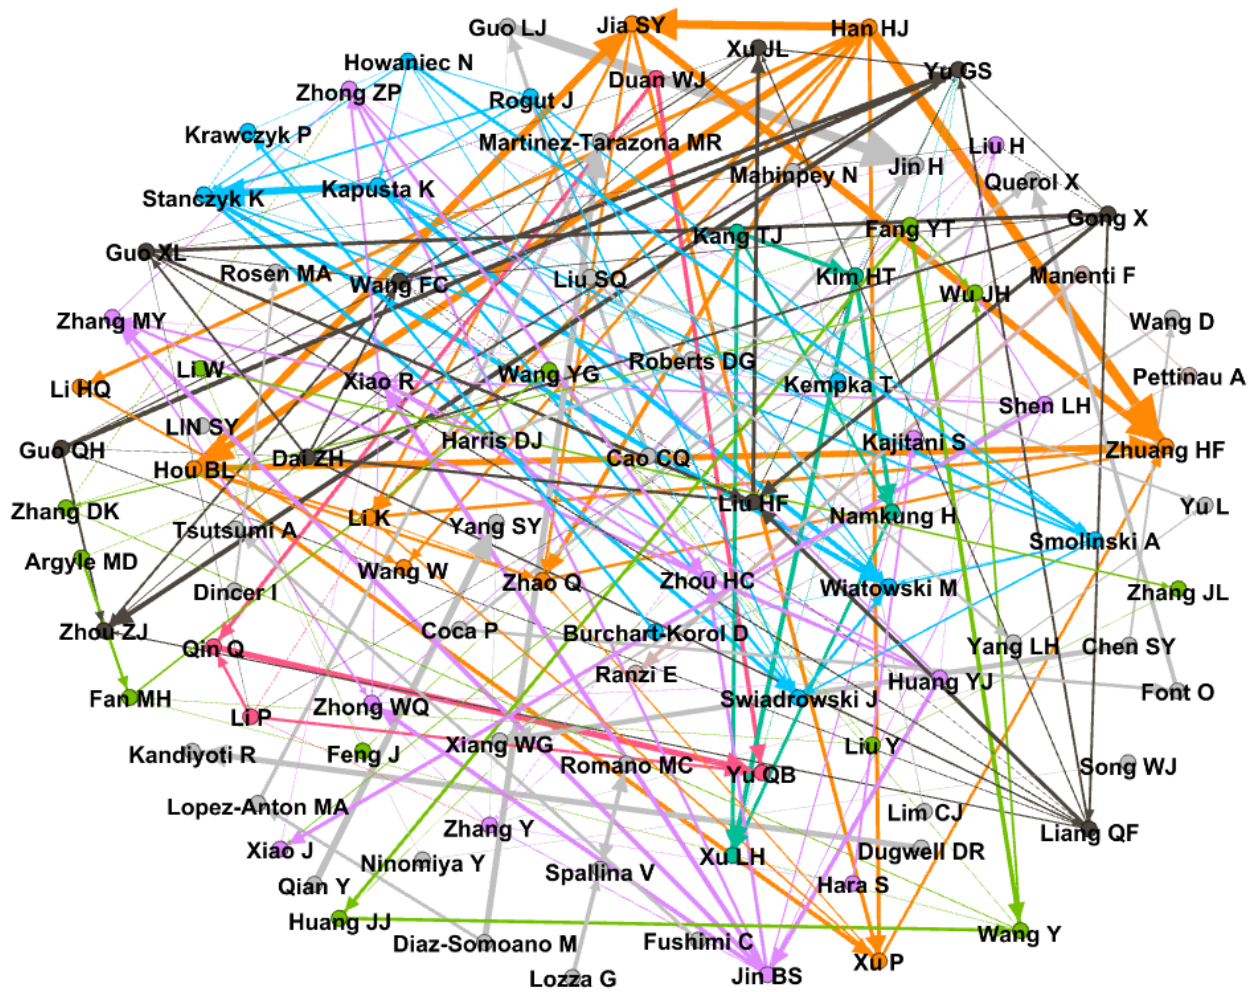 Guo LJ
Jia SY
Han HJ
Xu JL
Howaniec N
Yu GS
Duan WJ
Zhong ZP
Rogut J
Krawczyk P
Martinez-Tarazona MR
Liu H
Jin H
Mahinpey N
Querol X
Kapusta K
Stanczyk K
Gong X
Fang YT
Kang TJ
Guo XL
Rosen MA
Wang FC
Liu SQ
Kim HT
Manenti F
Wu JH
Zhang MY
Wang D
Roberts DG
Li W
Xiao R
Wang YG
Kempka T
Pettinau A
Li HQ
Shen LH
LIN SY
Harris DJ
Kajitani S
Guo QH
Hou BL
Dai ZH
Cao CQ
Zhuang HF
Liu HF
Yu L
Zhang DK
Li K
Namkung H
Tsutsumi A
Yang SY
Smolinski A
Argyle MD
Wang W
Zhao Q
Zhou HC
Wiatowski M
Dincer I
Zhang JL
Zhou ZJ
Coca P
Burchart-Korol D
Qin Q
Yang LH
Chen SY
Ranzi E
Huang YJ
Fan MH
Swiadrowski J
Font O
Zhong WQ
Li P
Kandiyoti R
Feng J
Xiang WG
Liu Y
Romano MC
Yu QB
Song WJ
Lopez-Anton MA
Lim CJ
Zhang Y
Liang QF
Xiao J
Ninomiya Y
Xu LH
Dugwell DR
Spallina V
Qian Y
Hara S
Huang JJ
Wang Y
Diaz-Somoano M
Fushimi C
Xu P
Lozza G
Jin BS